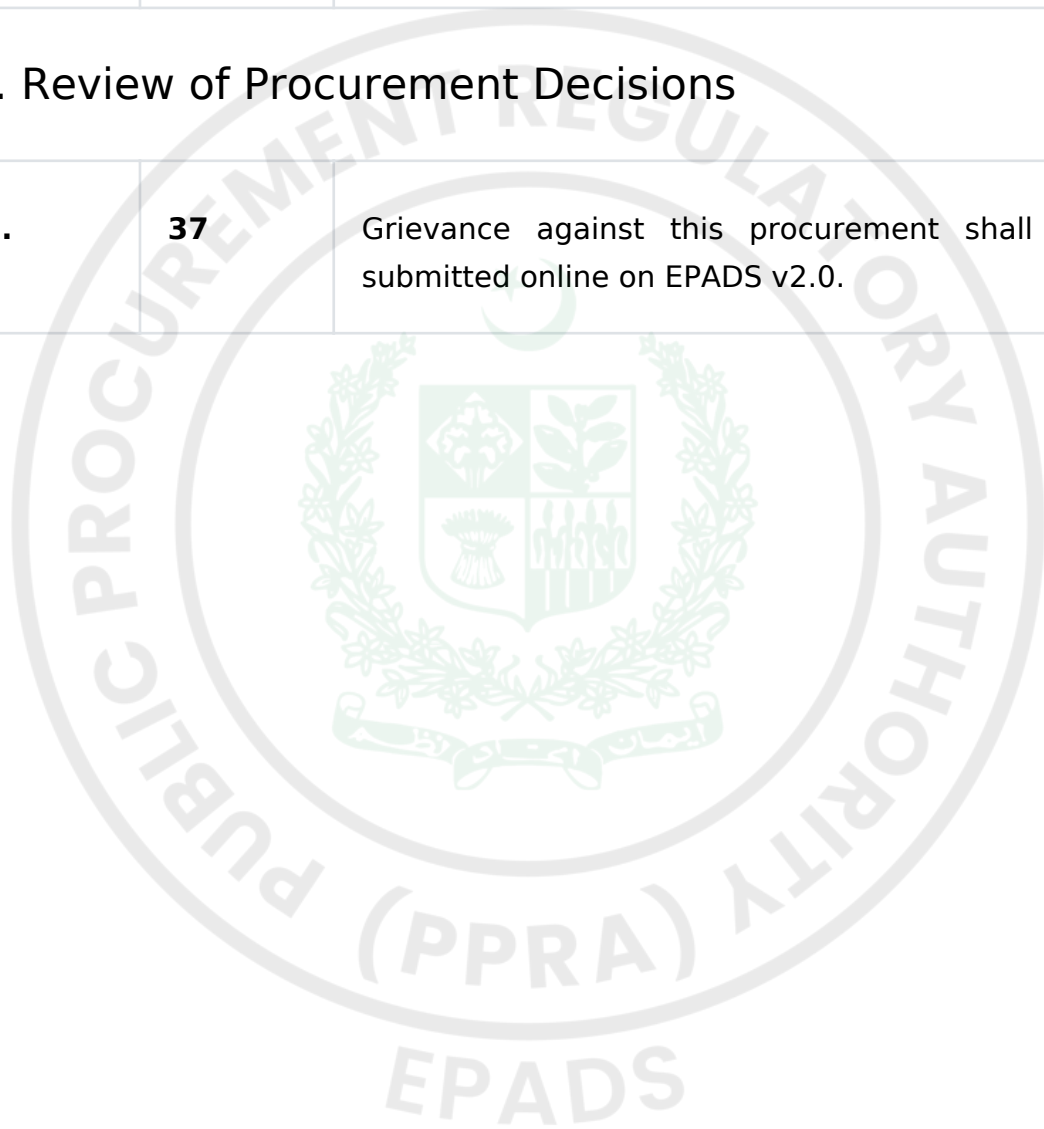 . Review of Procurement Decisions
. 37 Grievance against this procurement shall
submitted online on EPADS v2.0.
PUBLIC PROCUREMENT REGULATORY AUTHORITY
(PPRA)
EPADS